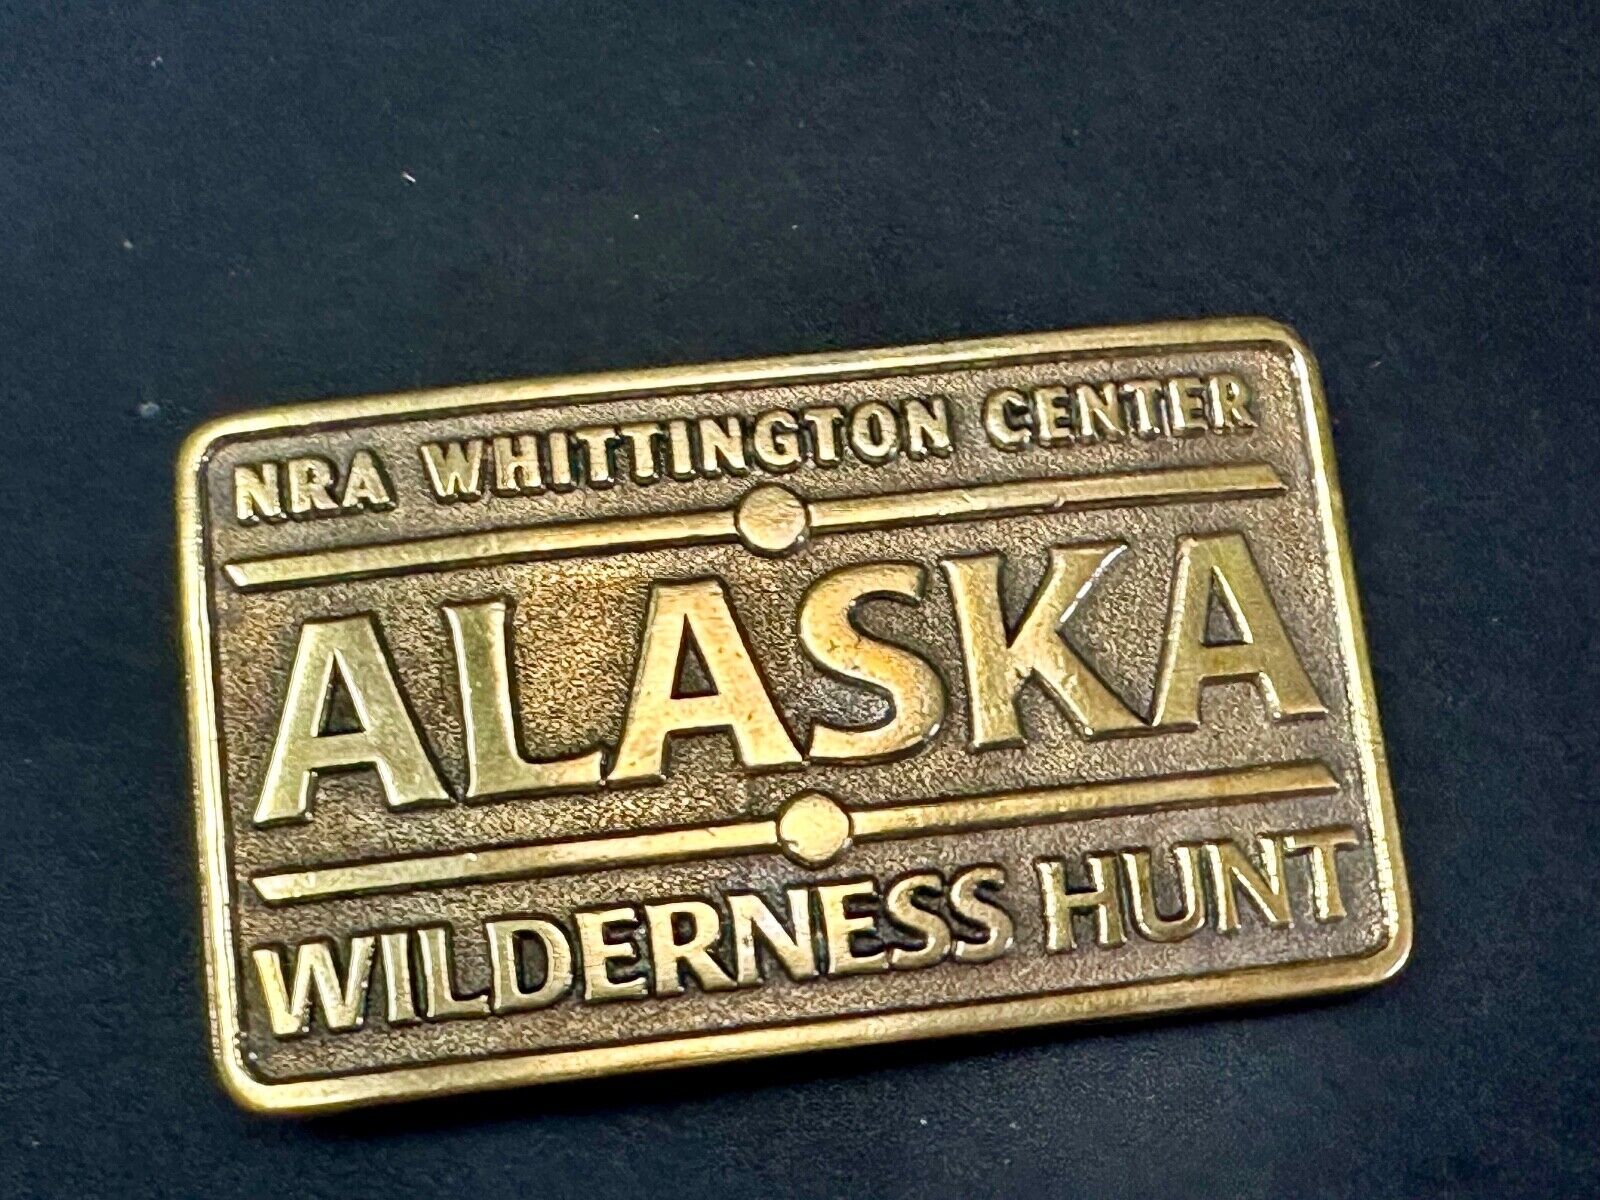 NRA WHITTINGTON CENTER
ALASKA
WILDERNESS HUNT